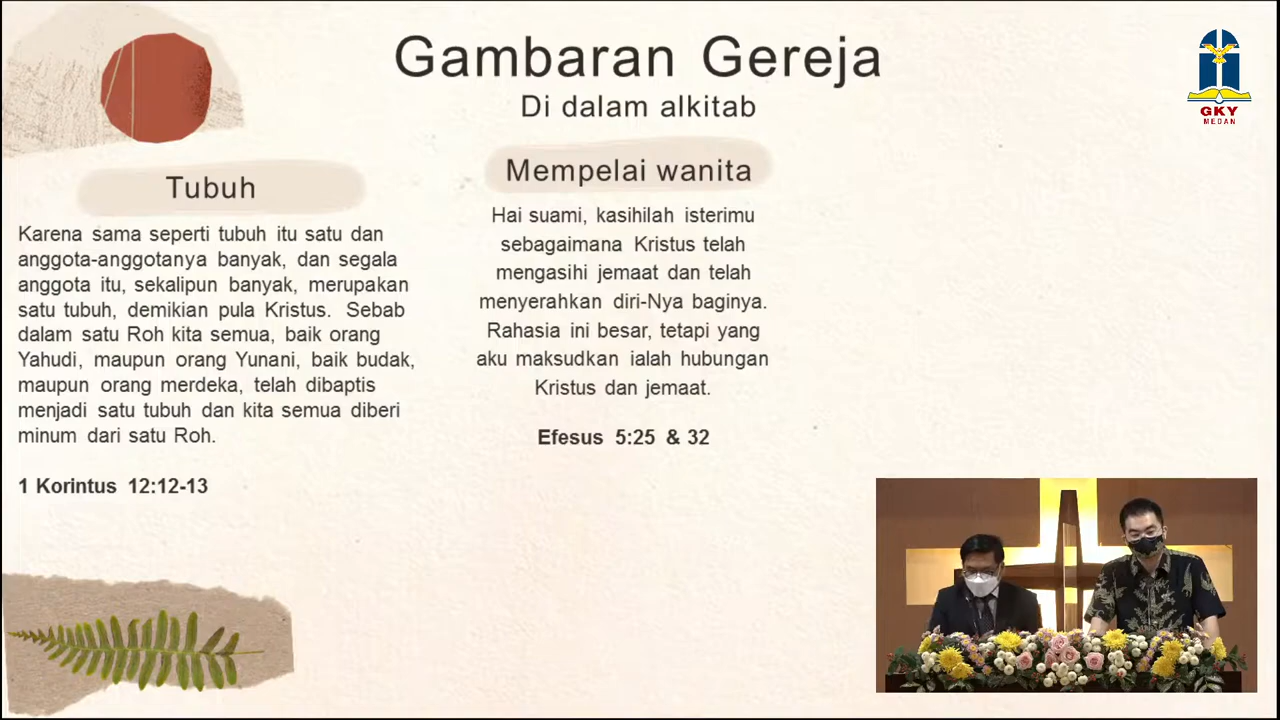 Gambaran Gereja
Di dalam alkitab
GKY
MEDAN
Tubuh
Karena sama seperti tubuh itu satu dan
anggota-anggotanya banyak, dan segala
anggota itu, sekalipun banyak, merupakan
satu tubuh, demikian pula Kristus. Sebab
dalam satu Roh kita semua, baik orang
Yahudi, maupun orang Yunani, baik budak,
maupun orang merdeka, telah dibaptis
menjadi satu tubuh dan kita semua diberi
minum dari satu Roh.
1 Korintus 12:12-13
Mempelai wanita
Hai suami, kasihilah isterimu
sebagaimana Kristus telah
mengasihi jemaat dan telah
menyerahkan diri-Nya baginya.
Rahasia ini besar, tetapi yang
aku maksudkan ialah hubungan
Kristus dan jemaat.
Efesus 5:25 & 32